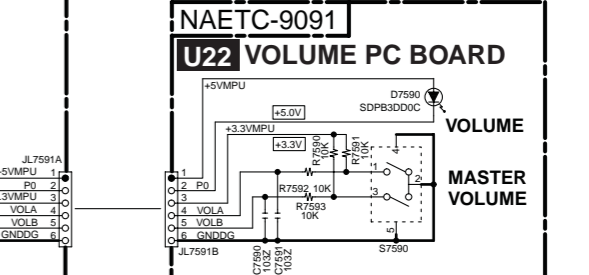 NAETC-9091
U22 VOLUME PC BOARD
+5VMPU
D7590
SDPB3DD0C
+5.0V
VOLUME
+3.3VMPU
+3.3V
R7590
10K
R7591
10K
4
JL7591A
-5VMPU 1
P0 2
.3VMPU 3
VOLA 4
VOLB 5
GNDDG 6
1
2 P0
3
4 VOLA
5 VOLB
6 GNDDG
JL7591B
R7592 10K
R7593
10K
1
2
3
5
MASTER
VOLUME
S7590
C7590
103Z
C7591
103Z